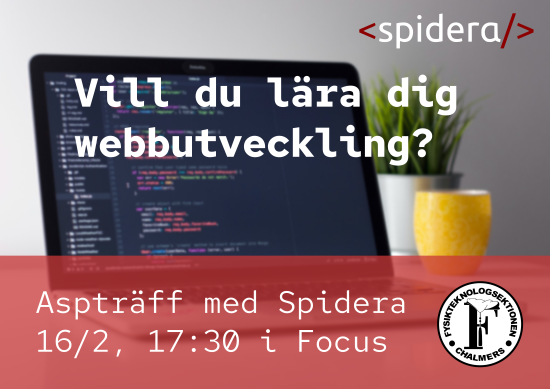 <spidera/>
Vill du lära dig
webbutveckling?
Aspträff med Spidera
16/2, 17:30 i Focus
FYSIKTEKNOLOGSEKTIONEN
F
CHALMERS